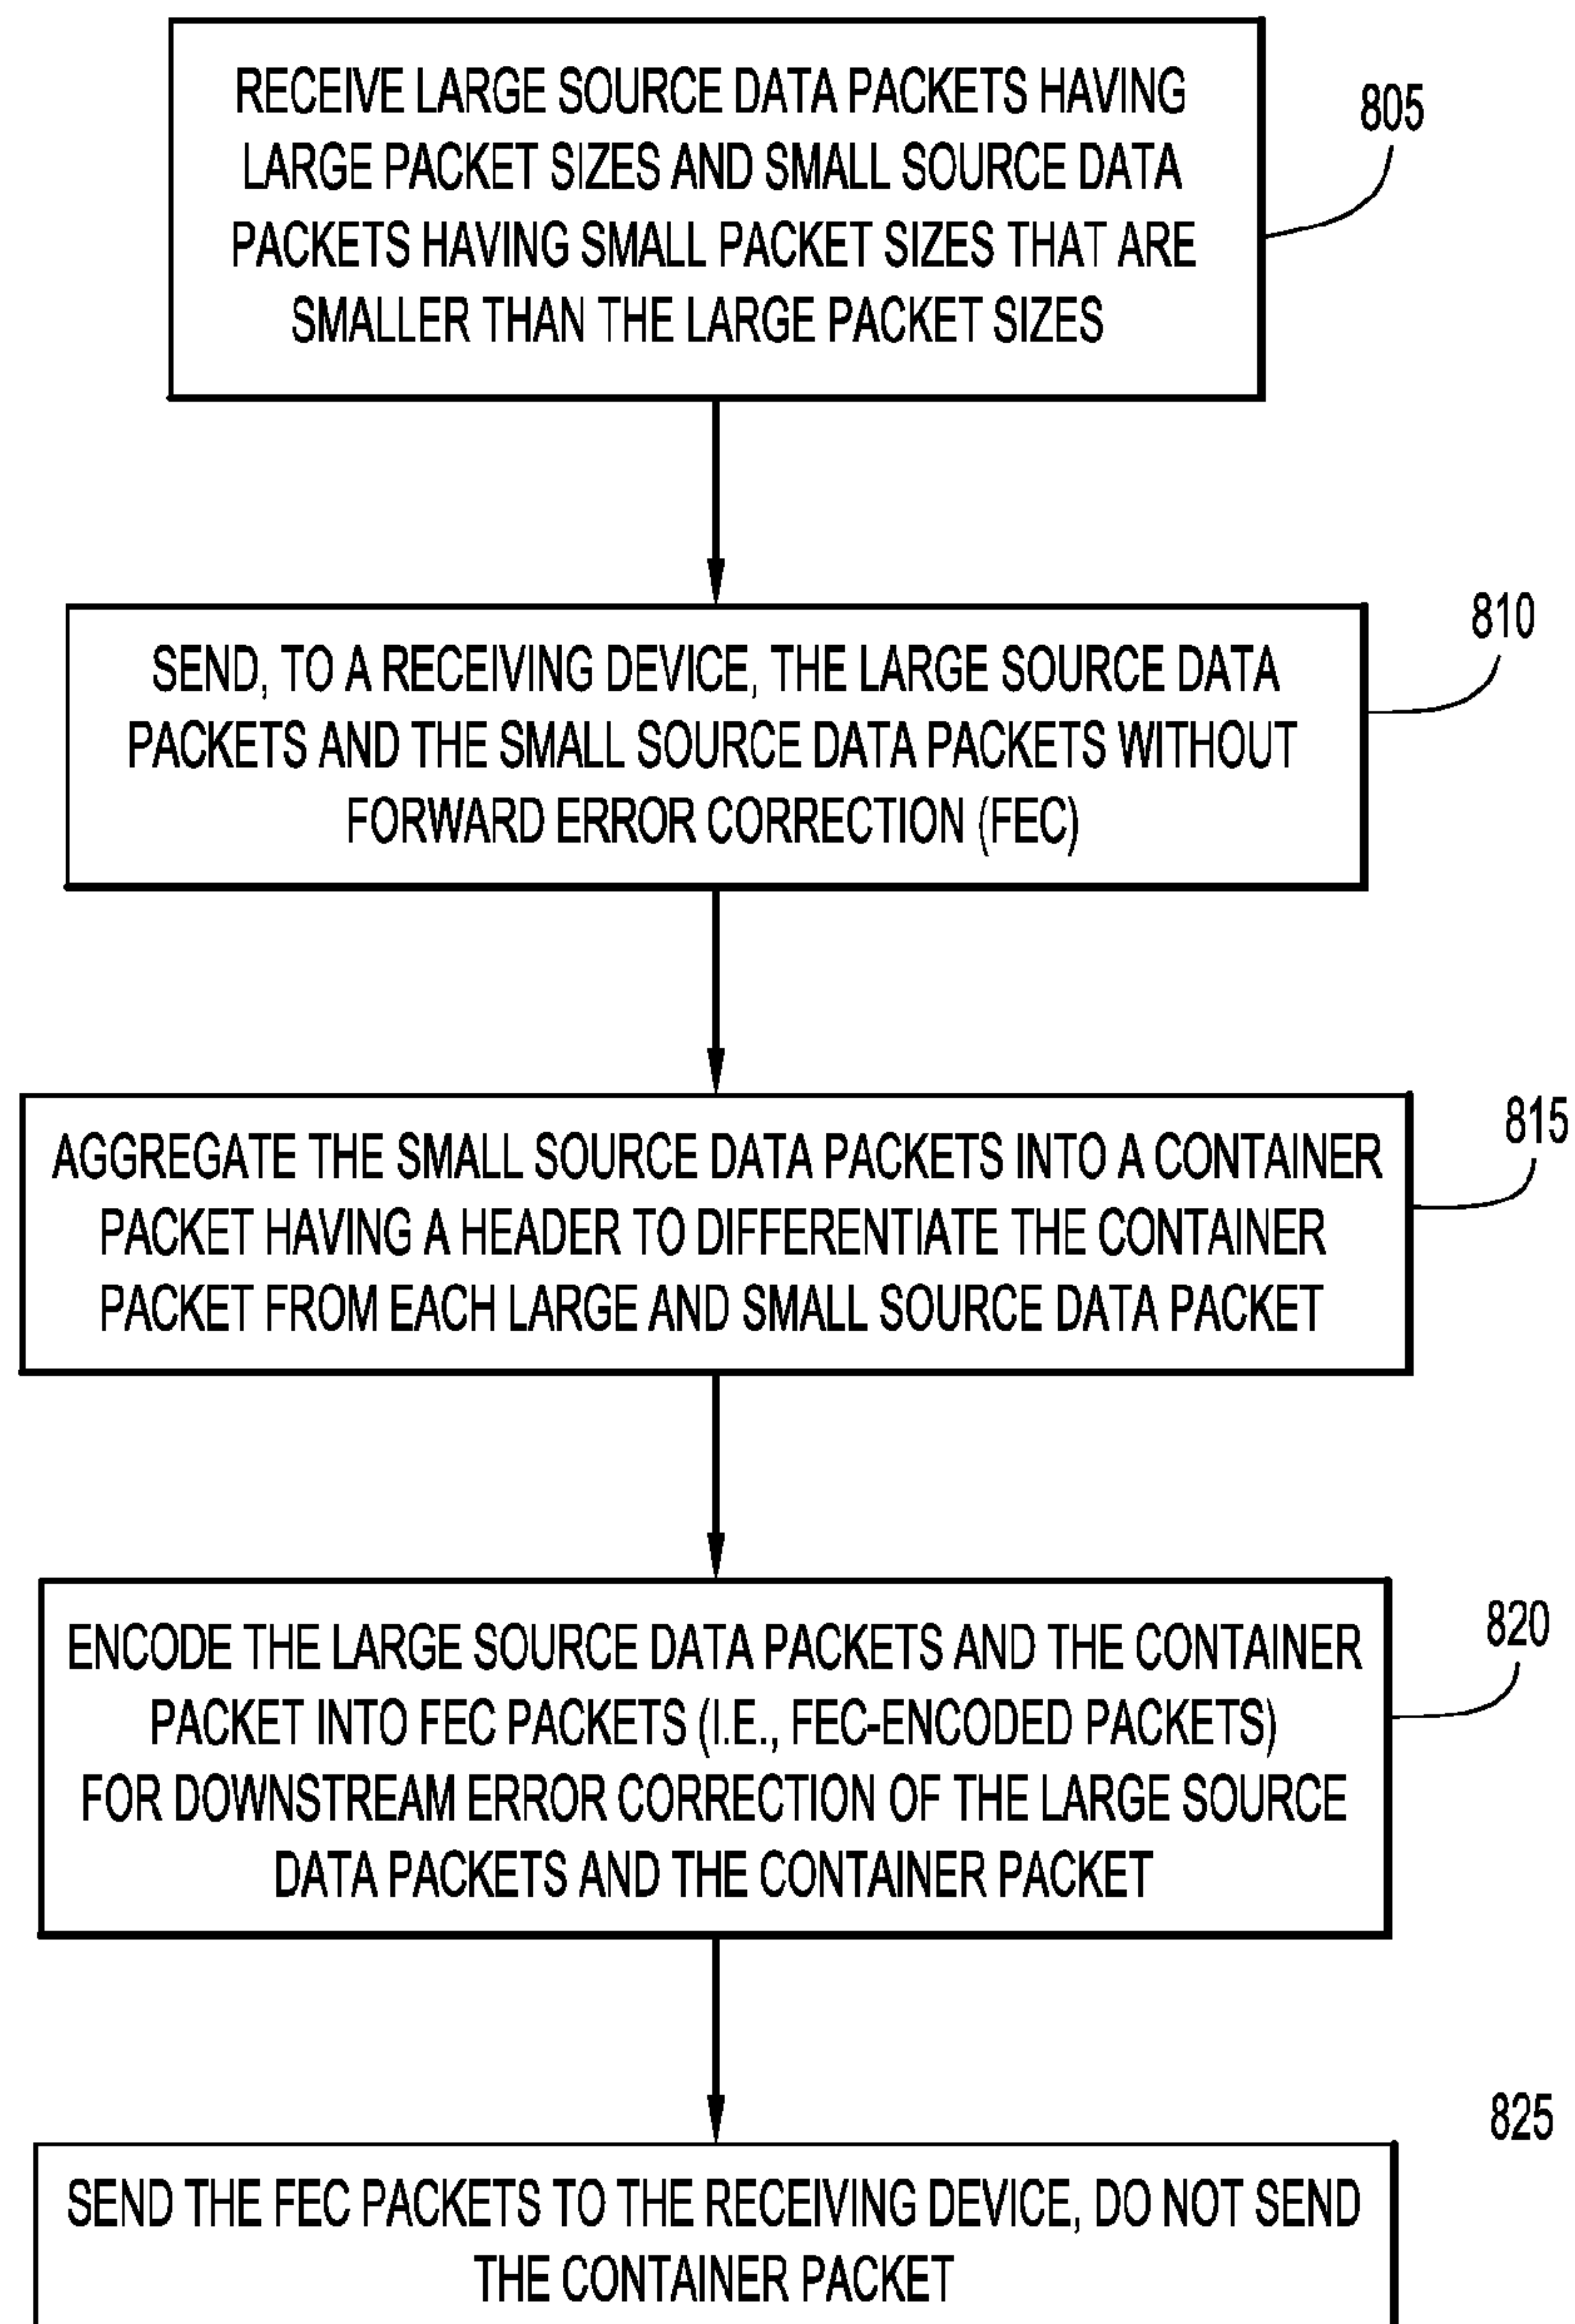 RECEIVE LARGE SOURCE DATA PACKETS HAVING
LARGE PACKET SIZES AND SMALL SOURCE DATA
PACKETS HAVING SMALL PACKET SIZES THAT ARE
SMALLER THAN THE LARGE PACKET SIZES
805
SEND, TO A RECEIVING DEVICE, THE LARGE SOURCE DATA
PACKETS AND THE SMALL SOURCE DATA PACKETS WITHOUT
FORWARD ERROR CORRECTION (FEC)
810
AGGREGATE THE SMALL SOURCE DATA PACKETS INTO A CONTAINER
PACKET HAVING A HEADER TO DIFFERENTIATE THE CONTAINER
PACKET FROM EACH LARGE AND SMALL SOURCE DATA PACKET
815
ENCODE THE LARGE SOURCE DATA PACKETS AND THE CONTAINER
PACKET INTO FEC PACKETS (I.E., FEC-ENCODED PACKETS)
FOR DOWNSTREAM ERROR CORRECTION OF THE LARGE SOURCE
DATA PACKETS AND THE CONTAINER PACKET
820
SEND THE FEC PACKETS TO THE RECEIVING DEVICE, DO NOT SEND
THE CONTAINER PACKET
825